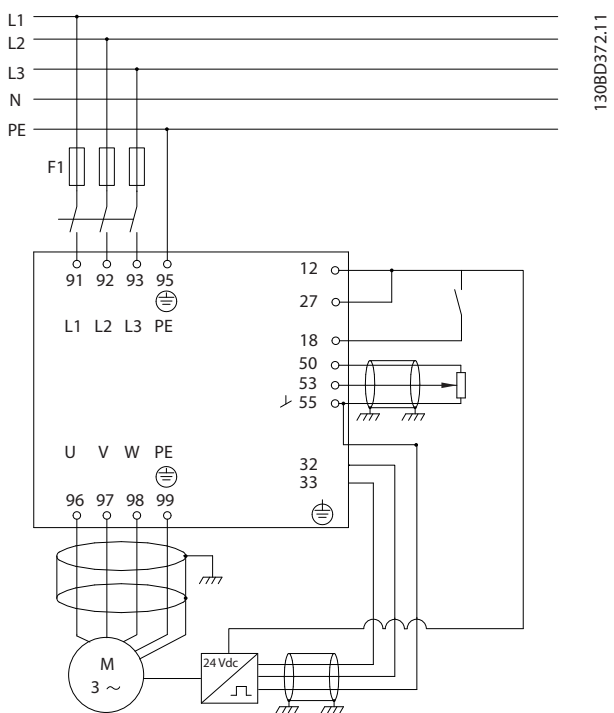 L1
L2
L3
N
PE
130BD372.11
F1
91 92 93 95
L1 L2 L3 PE
12
27
18
50
53
55
32
33
U V W PE
96 97 98 99
M
3 ~
24 Vdc